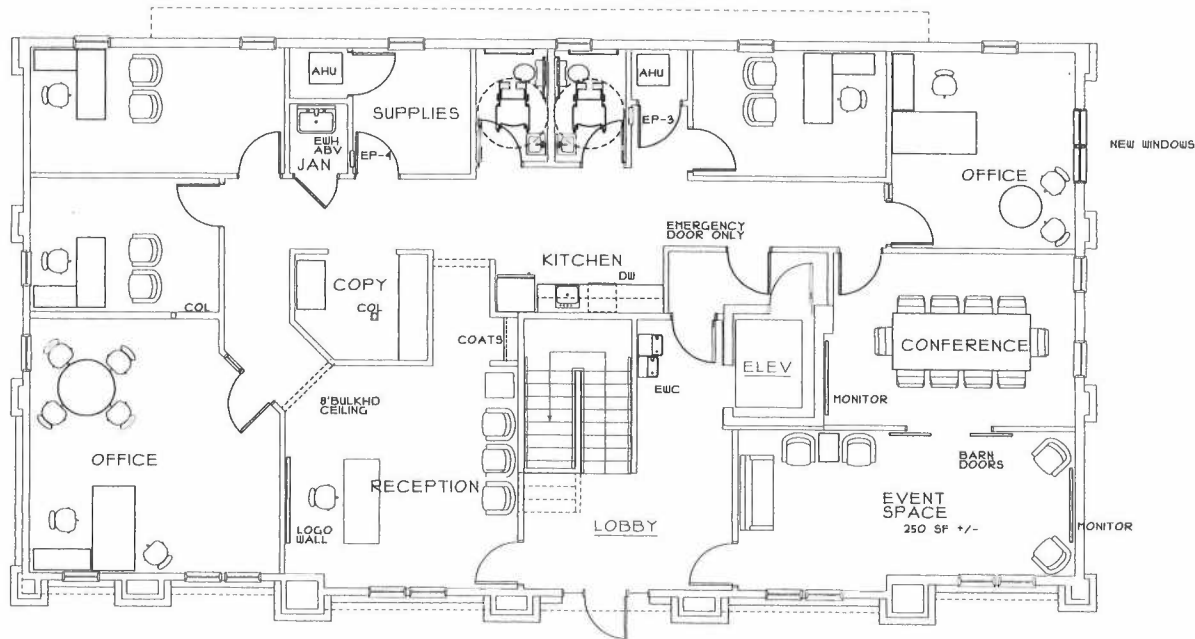 AHU
AHU
SUPPLIES
EWH
ABV
JAN
EP-4
EP-3
NEW WINDOWS
OFFICE
EMERGENCY
DOOR ONLY
KITCHEN
DW
COPY
COL
COL
COATS
ELEV
CONFERENCE
EWC
MONITOR
8'BULKHD
CEILING
BARN
DOORS
OFFICE
RECEPTION
EVENT
SPACE
250 SF +/-
LOGO
WALL
LOBBY
MONITOR